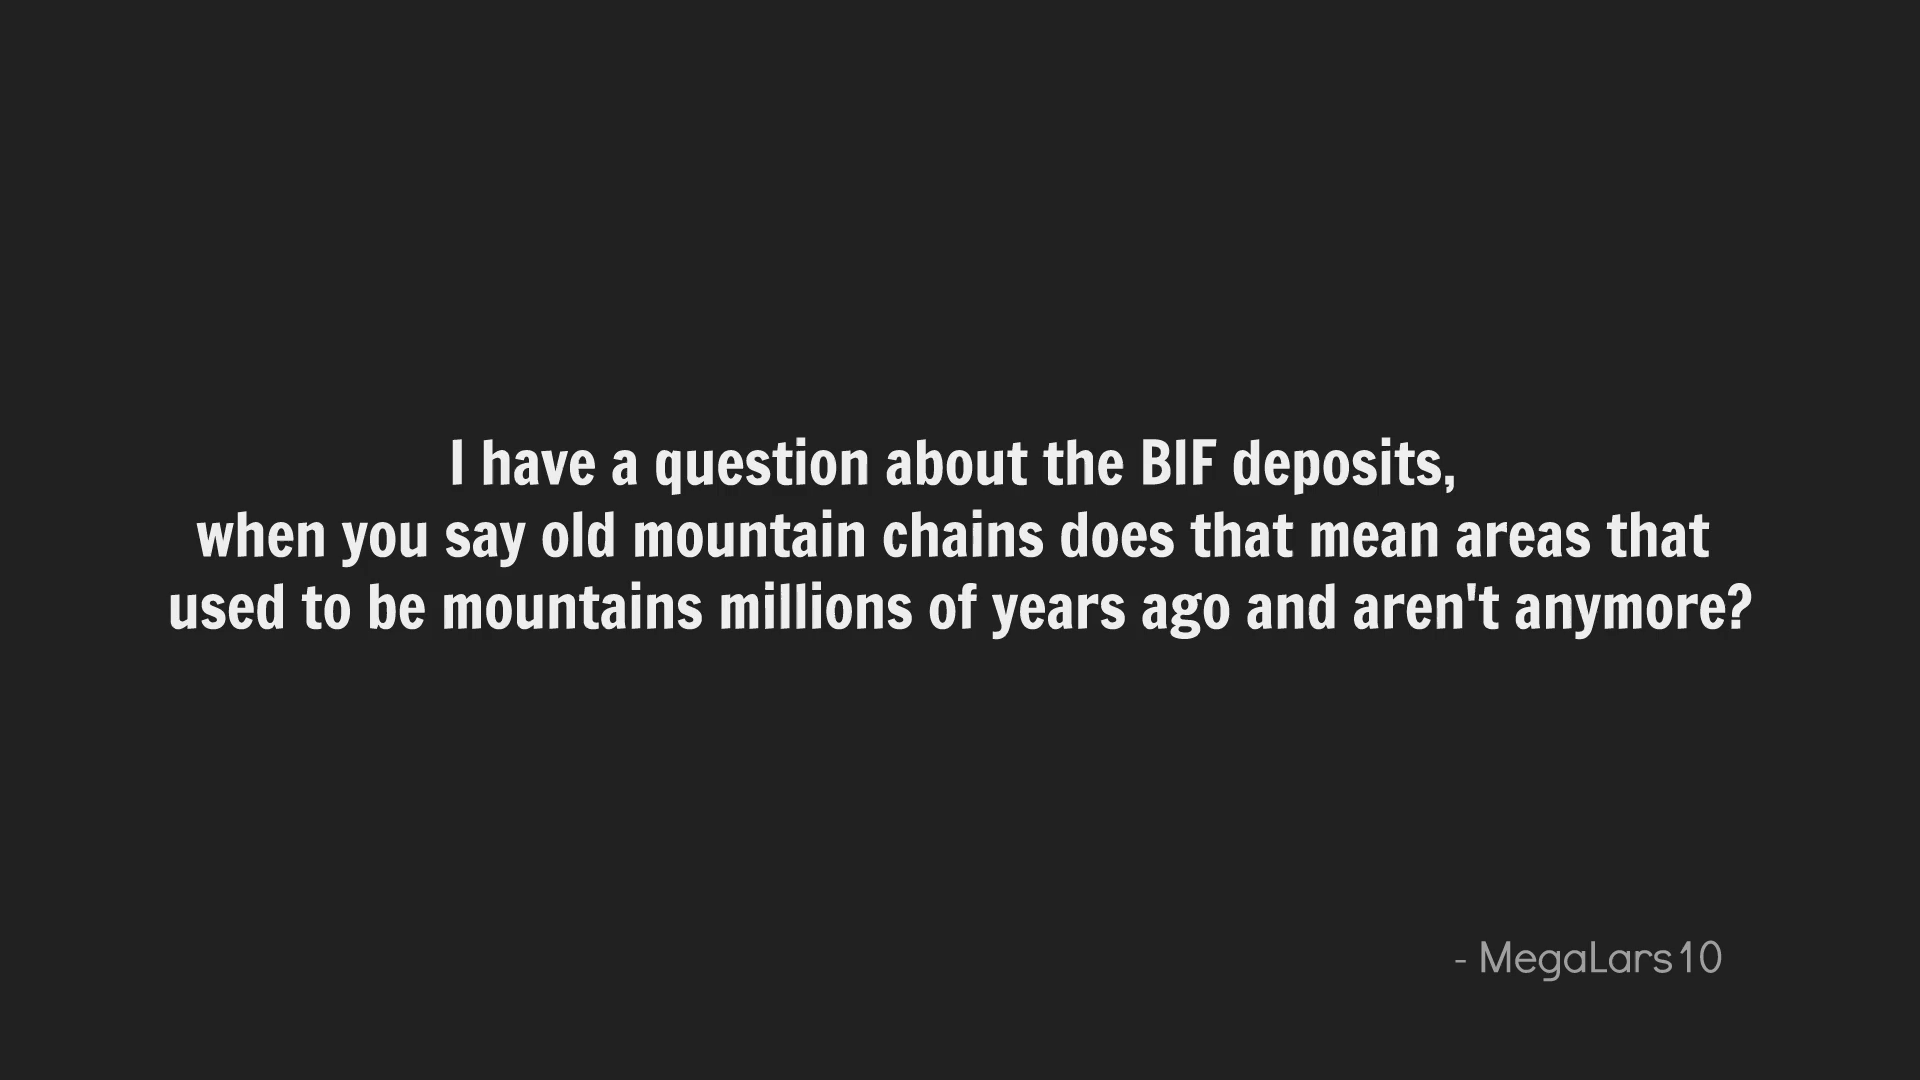 I have a question about the BIF deposits,
when you say old mountain chains does that mean areas that
used to be mountains millions of years ago and aren't anymore?
- MegaLars10